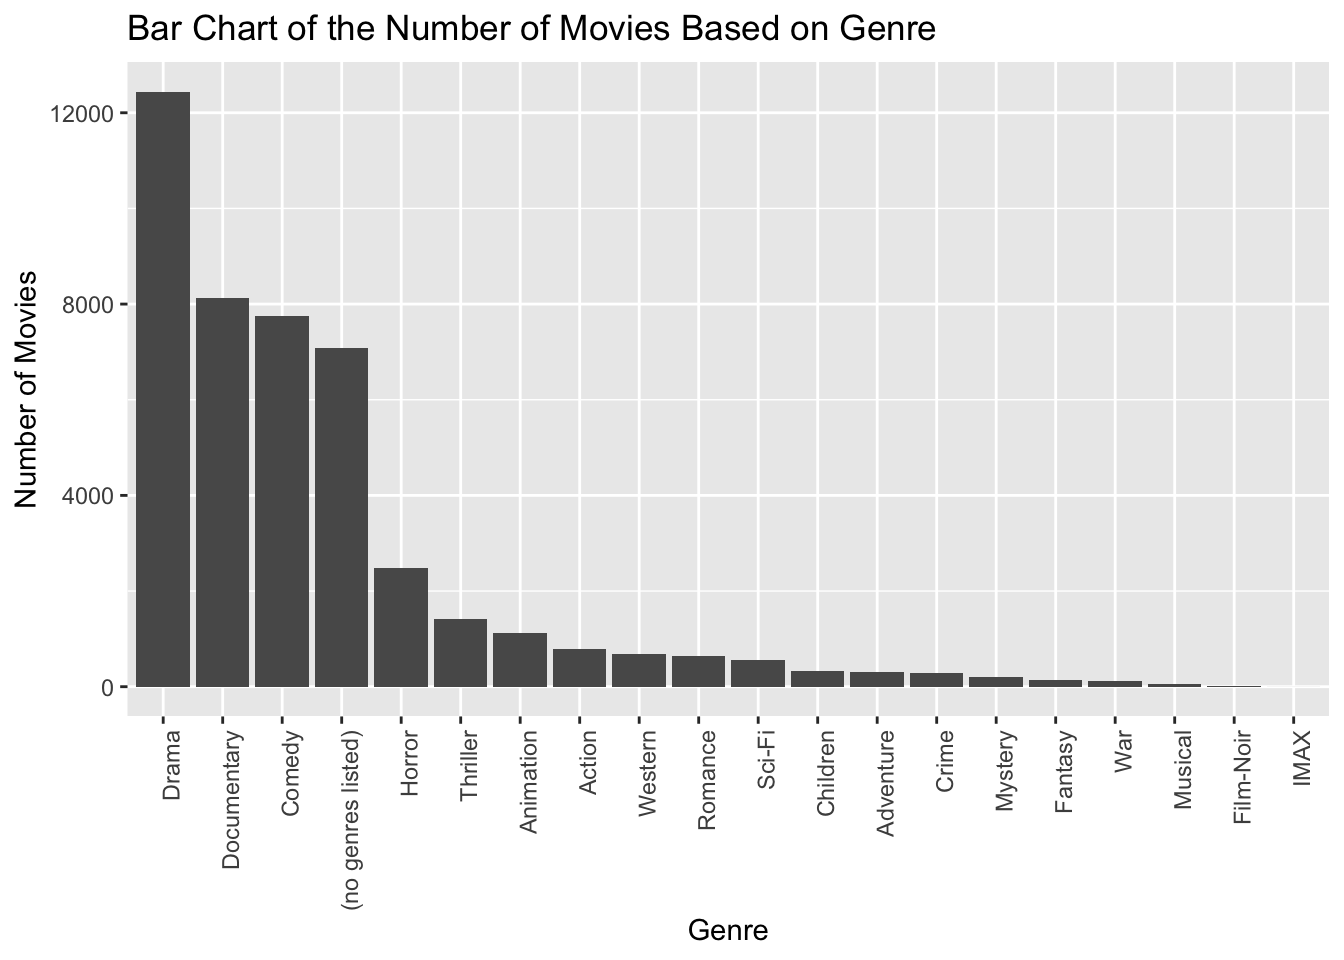 Bar Chart of the Number of Movies Based on Genre
Number of Movies
12000
8000
4000
0
Drama
Documentary
Comedy
(no genres listed)
Horror
Thriller
Animation
Action
Western
Romance
Sci-Fi
Children
Adventure
Crime
Mystery
Fantasy
War
Musical
Film-Noir
IMAX
Genre